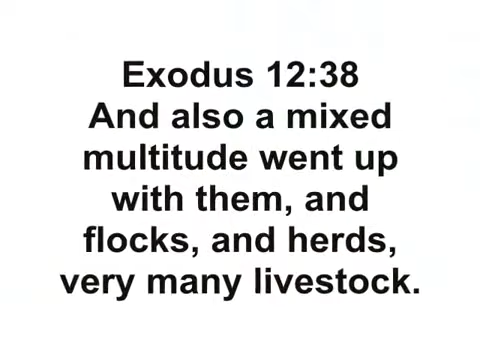 Exodus 12:38
And also a mixed
multitude went up
with them, and
flocks, and herds,
very many livestock.